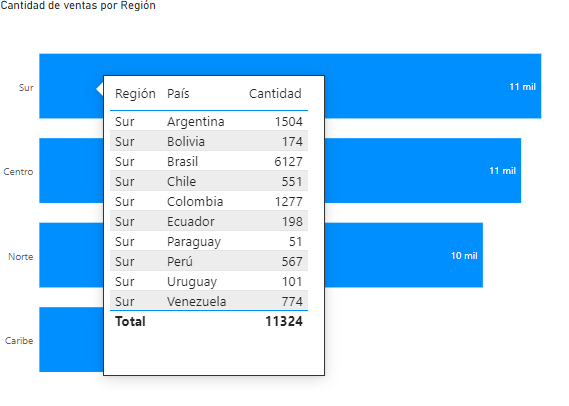 Cantidad de ventas por Región
Sur
11 mil
Región País Cantidad
Sur Argentina 1504
Sur Bolivia 174
Sur Brasil 6127
Sur Chile 551
Sur Colombia 1277
Sur Ecuador 198
Sur Paraguay 51
Sur Perú 567
Sur Uruguay 101
Sur Venezuela 774
Total 11324
Centro
11 mil
Norte
10 mil
Caribe